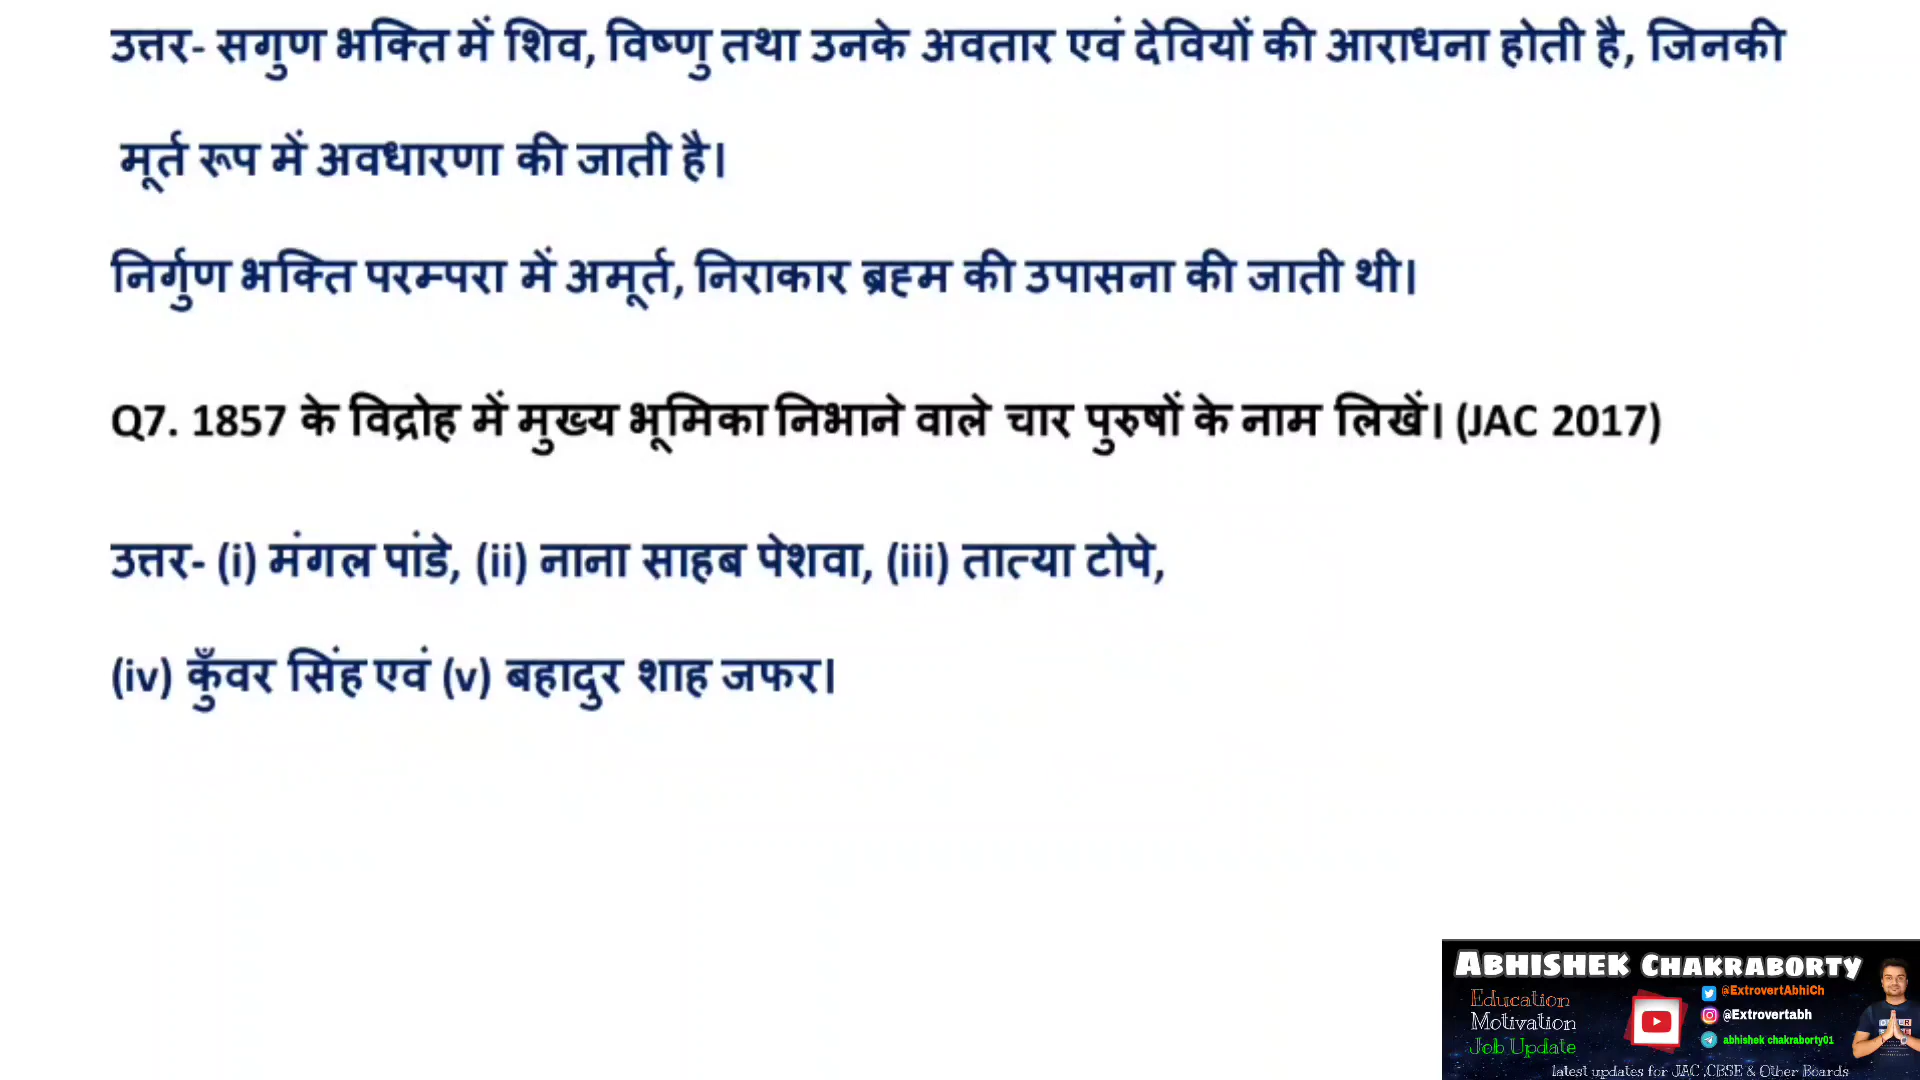 उत्तर- सगुण भक्ति में शिव, विष्णु तथा उनके अवतार एवं देवियों की आराधना होती है, जिनकी
मूर्त रूप में अवधारणा की जाती है।
निर्गुण भक्ति परम्परा में अमूर्त, निराकार ब्रह्म की उपासना की जाती थी।
Q7. 1857 के विद्रोह में मुख्य भूमिका निभाने वाले चार पुरुषों के नाम लिखें। (JAC 2017)
उत्तर- (i) मंगल पांडे, (ii) नाना साहब पेशवा, (iii) तात्या टोपे,
(iv) कुँवर सिंह एवं (v) बहादुर शाह जफर।
ABHISHEK CHAKRABORTY
Education
Motivation
Job Update
@ExtrovertAbhiCh
@Extrovertabh
abhishek chakraborty01
latest updates for JAC ,CBSE & Other Boards